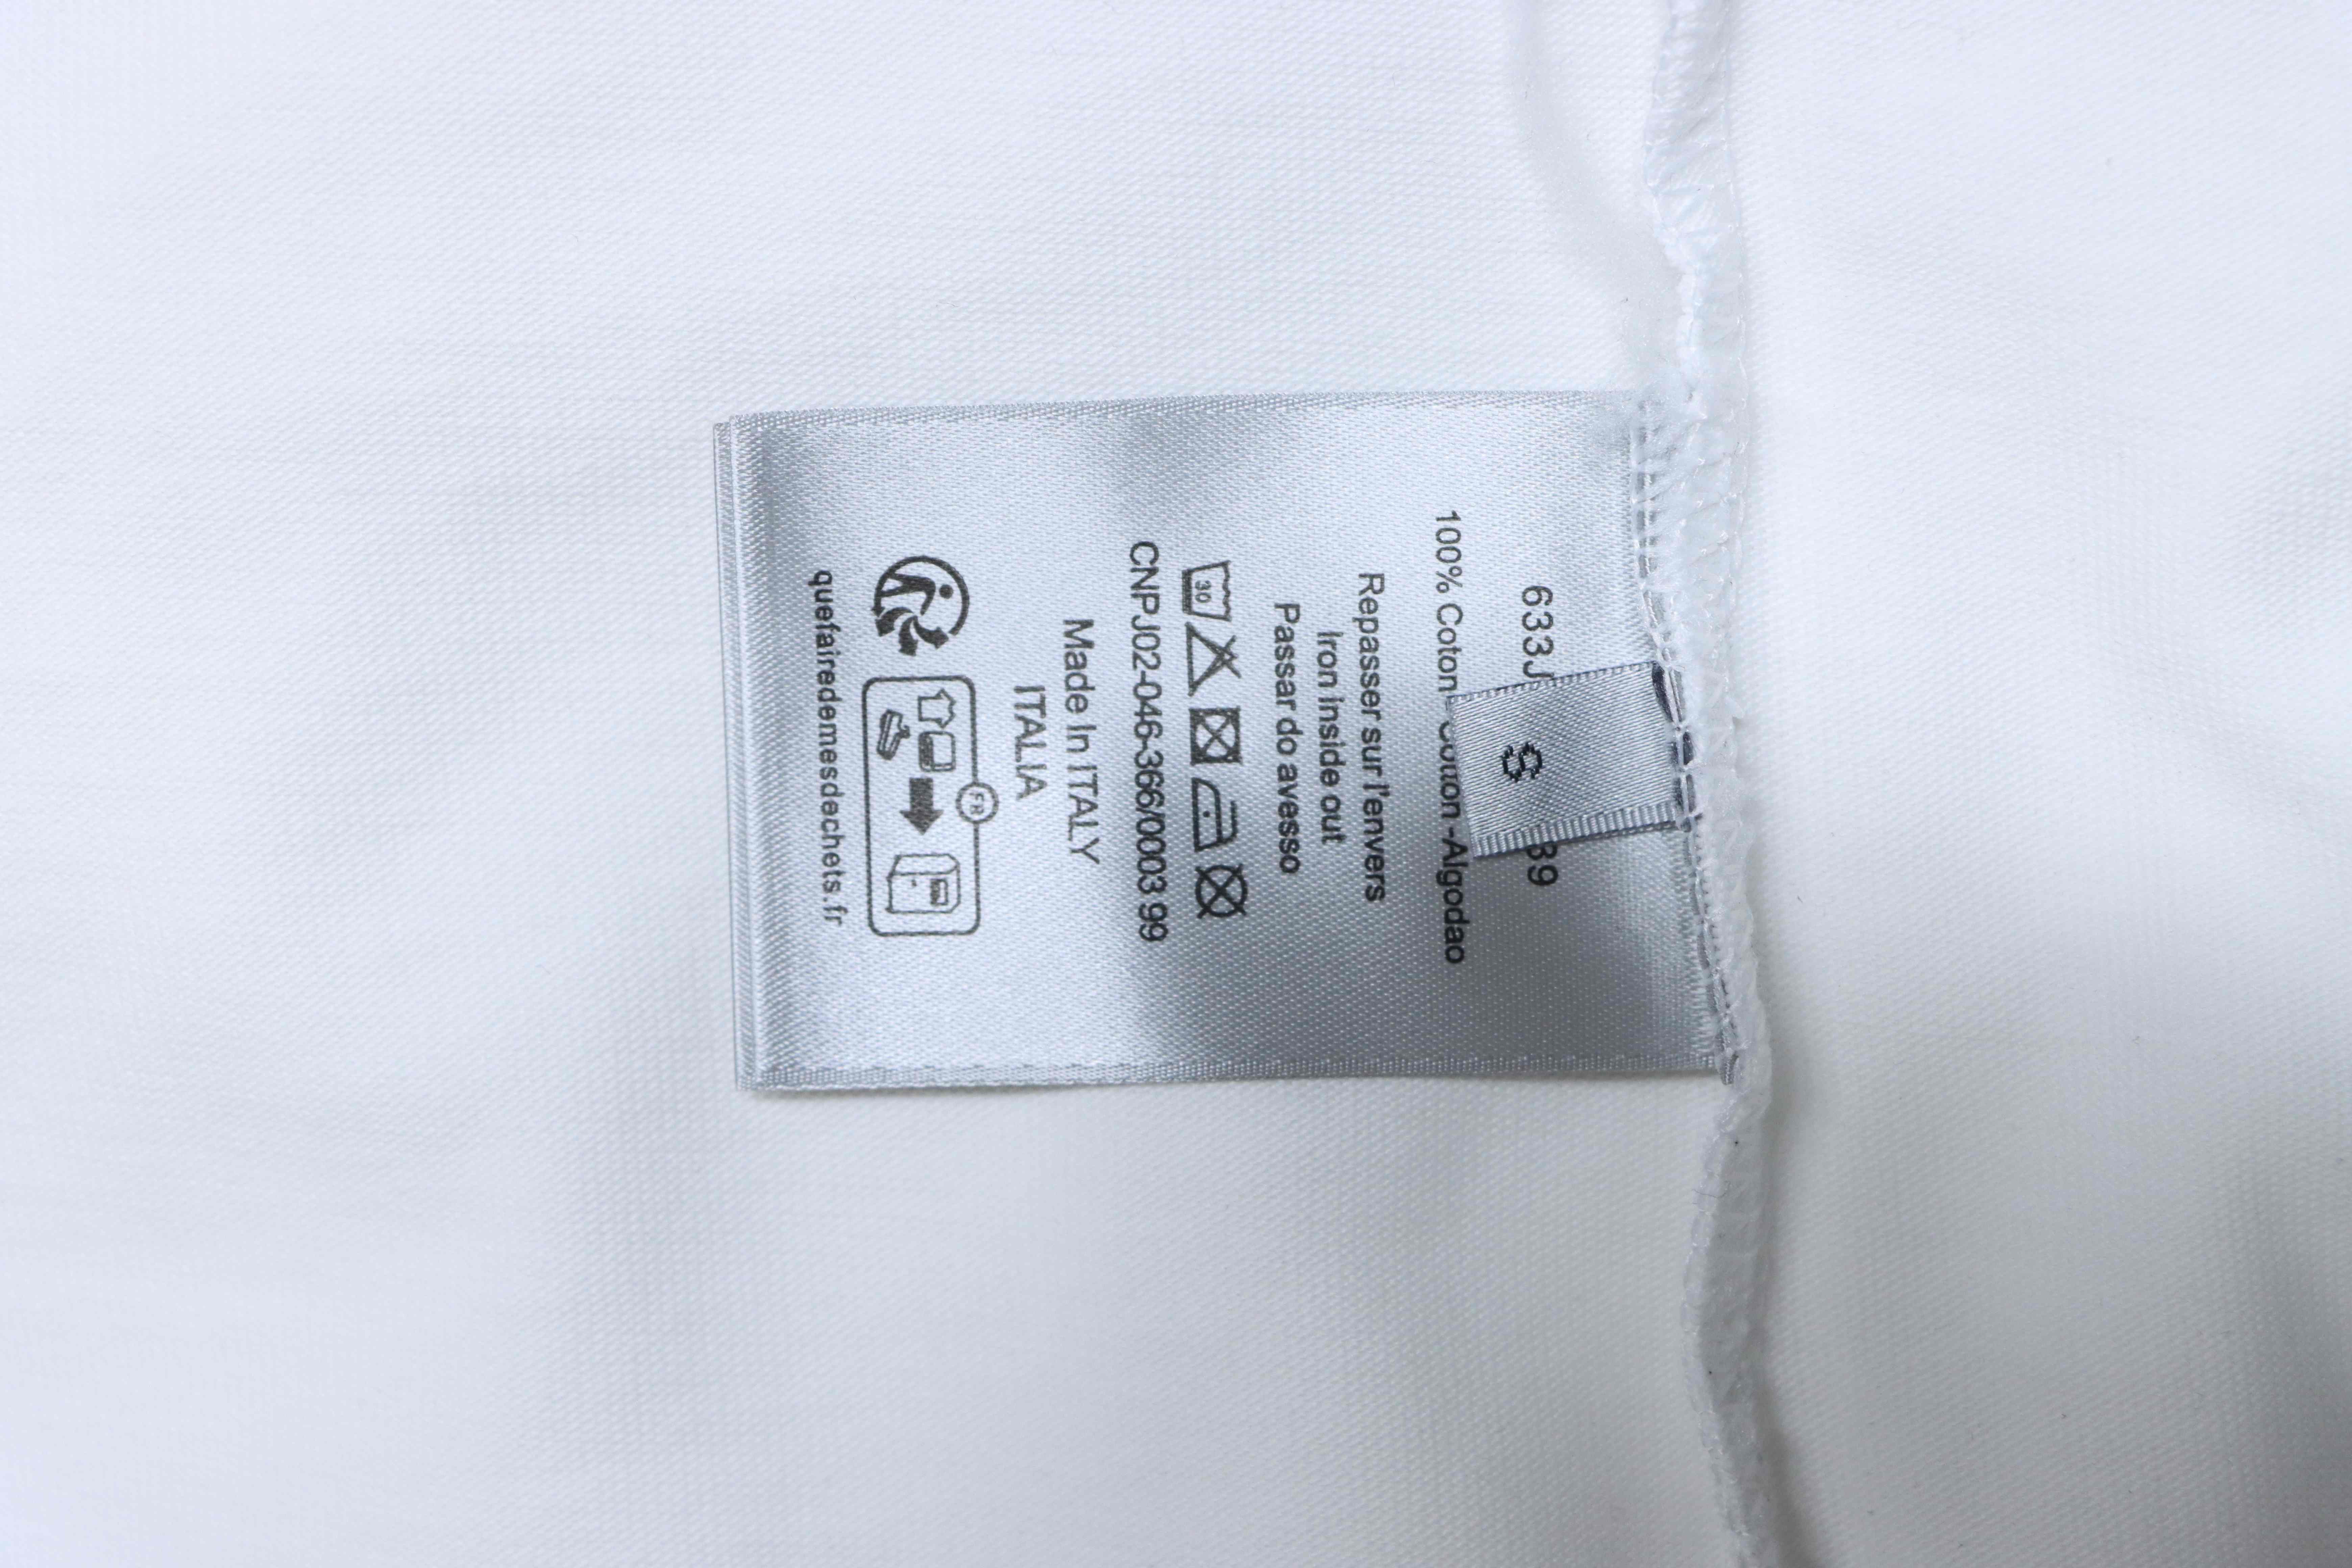 633J
S
39
100% Coton- Cotton -Algodao
Repasser sur l'envers
Iron inside out
Passar do avesso
30
CNPJ02-046-366/0003 99
Made In ITALY
ITALIA
FR
quefairedemesdechets.fr